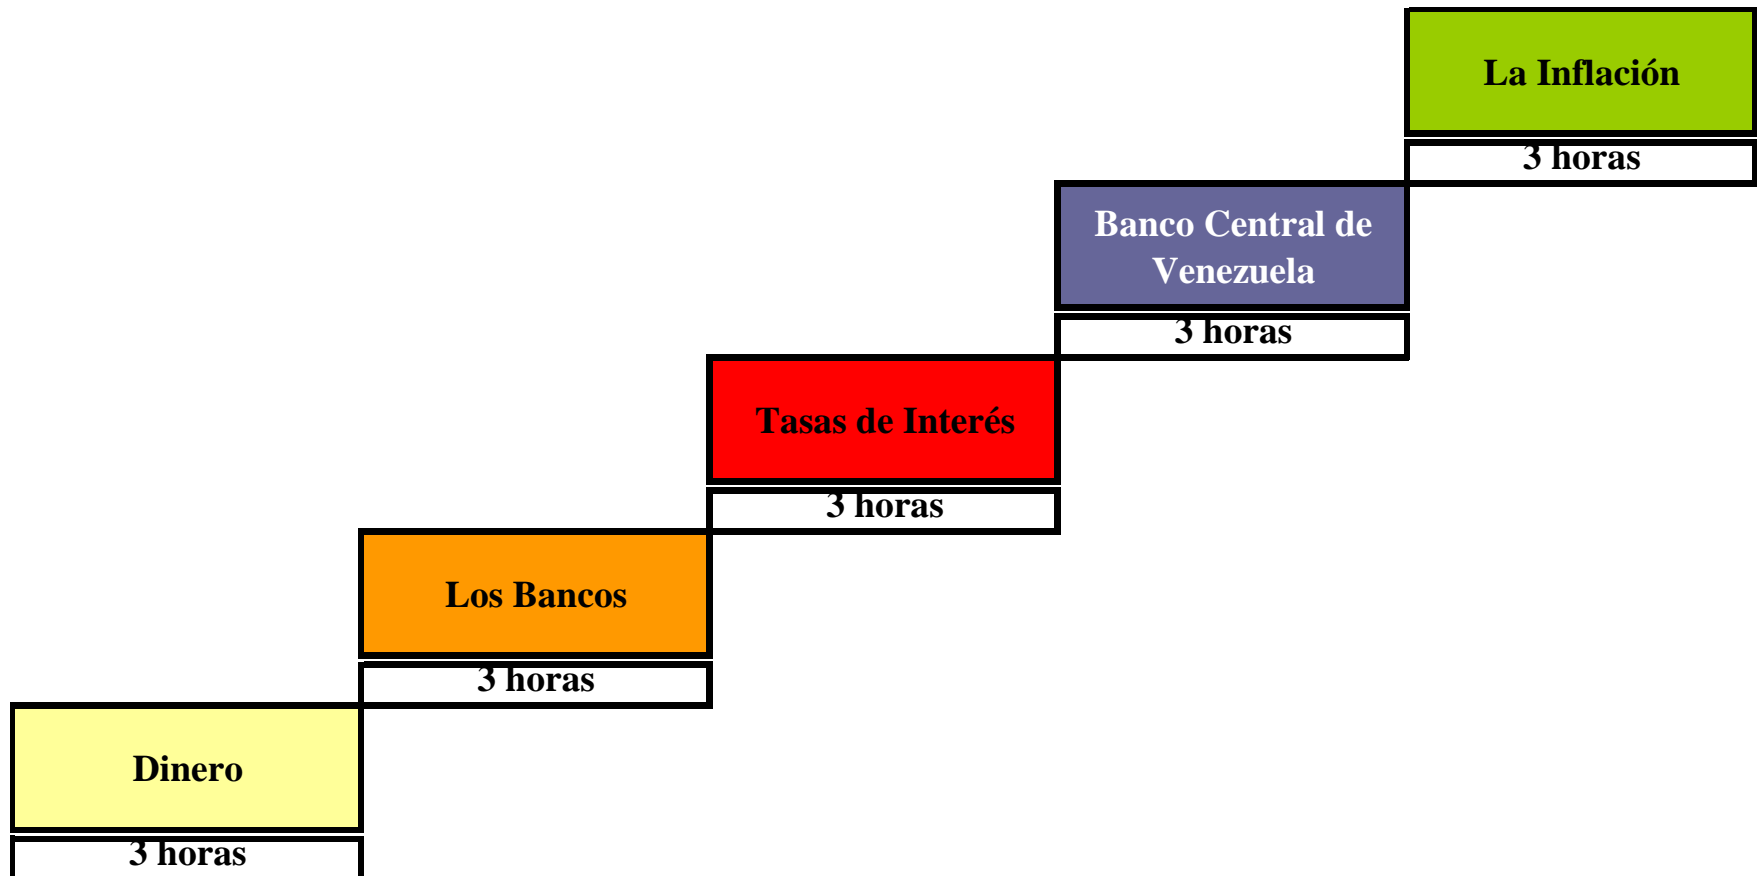 La Inflación
3 horas
Banco Central de
Venezuela
3 horas
Tasas de Interés
3 horas
Los Bancos
3 horas
Dinero
3 horas